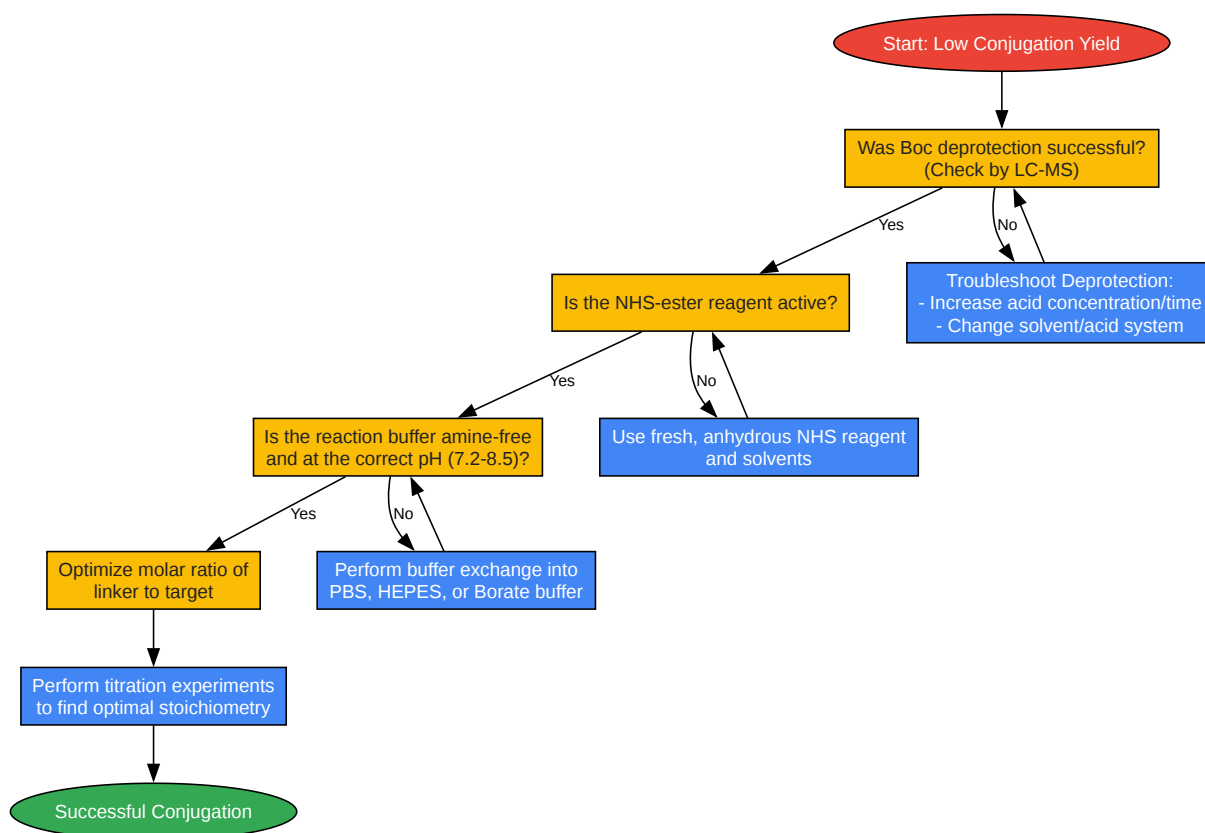 Start: Low Conjugation Yield
Was Boc deprotection successful?
(Check by LC-MS)
Yes
No
Troubleshoot Deprotection:
- Increase acid concentration/time
- Change solvent/acid system
Is the NHS-ester reagent active?
Yes
No
Use fresh, anhydrous NHS reagent
and solvents
Is the reaction buffer amine-free
and at the correct pH (7.2-8.5)?
Yes
No
Perform buffer exchange into
PBS, HEPES, or Borate buffer
Optimize molar ratio of
linker to target
Perform titration experiments
to find optimal stoichiometry
Successful Conjugation